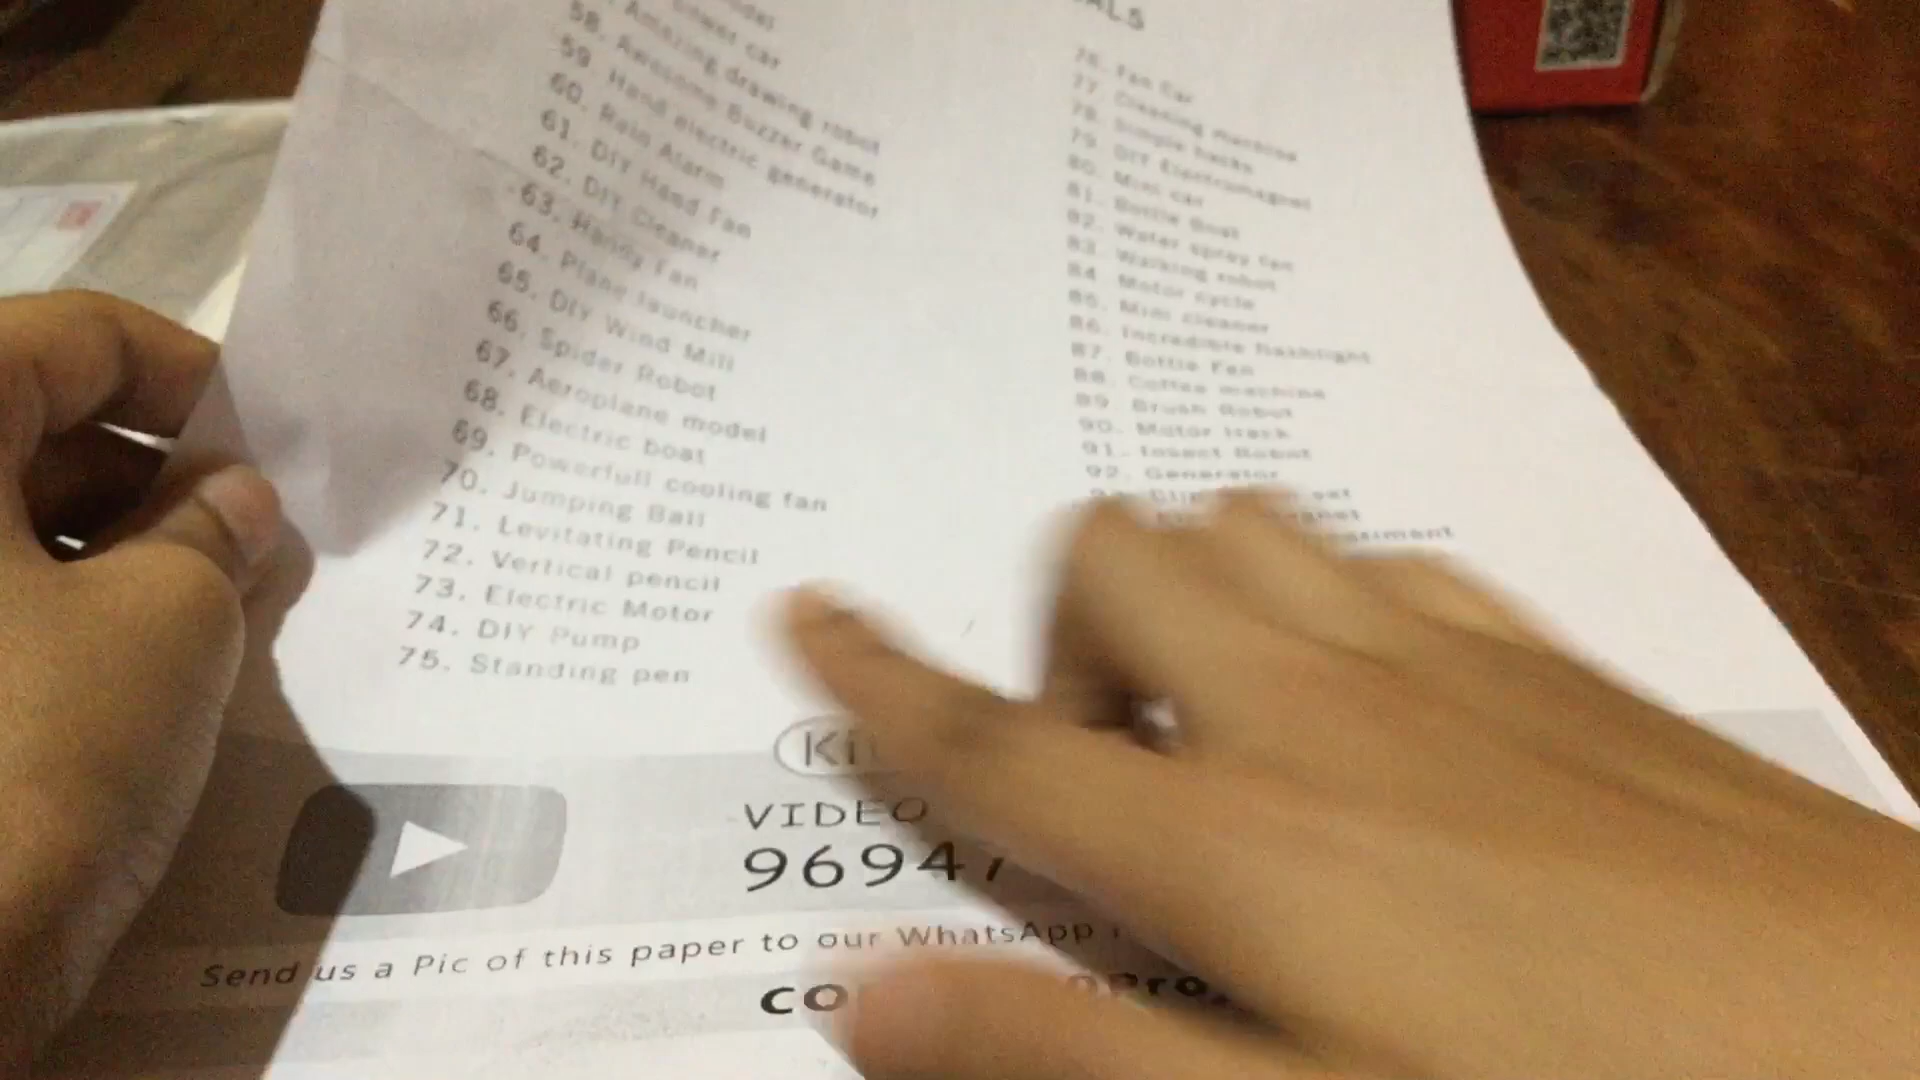 ALS
Amazing drawing robot
58. Awesome Buzzer Game
59. Hand electric generator
60. Rain Alarm
61. DIY Hand Fan
62. DIY Cleaner
63. Handy Fan
64. Plane launcher
65. DIY Wind Mill
66. Spider Robot
67. Aeroplane model
68. Electric boat
69. Powerfull cooling fan
70. Jumping Ball
71. Levitating Pencil
72. Vertical pencil
73. Electric Motor
74. DIY Pump
75. Standing pen
76. Fan Car
77. Cleaning machine
78. Simple hacks
79. DIY Electromagnet
80. Mini car
81. Bottle Boat
82. Water spray fan
83. Walking robot
84. Motor cycle
85. Mini cleaner
86. Incredible flashlight
87. Bottle Fan
88. Coffee machine
89. Brush Robot
90. Motor track
91. Insect Robot
92. Generator
VIDEO
9694
Send us a Pic of this paper to our WhatsApp